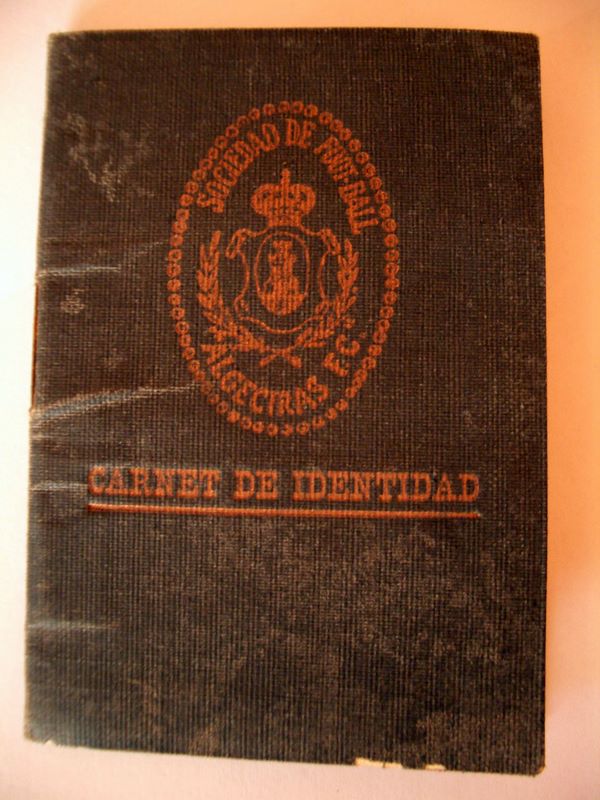 SOCIEDAD DE FOOT-BALL
ALGECIRAS F.C.
CARNET DE IDENTIDAD